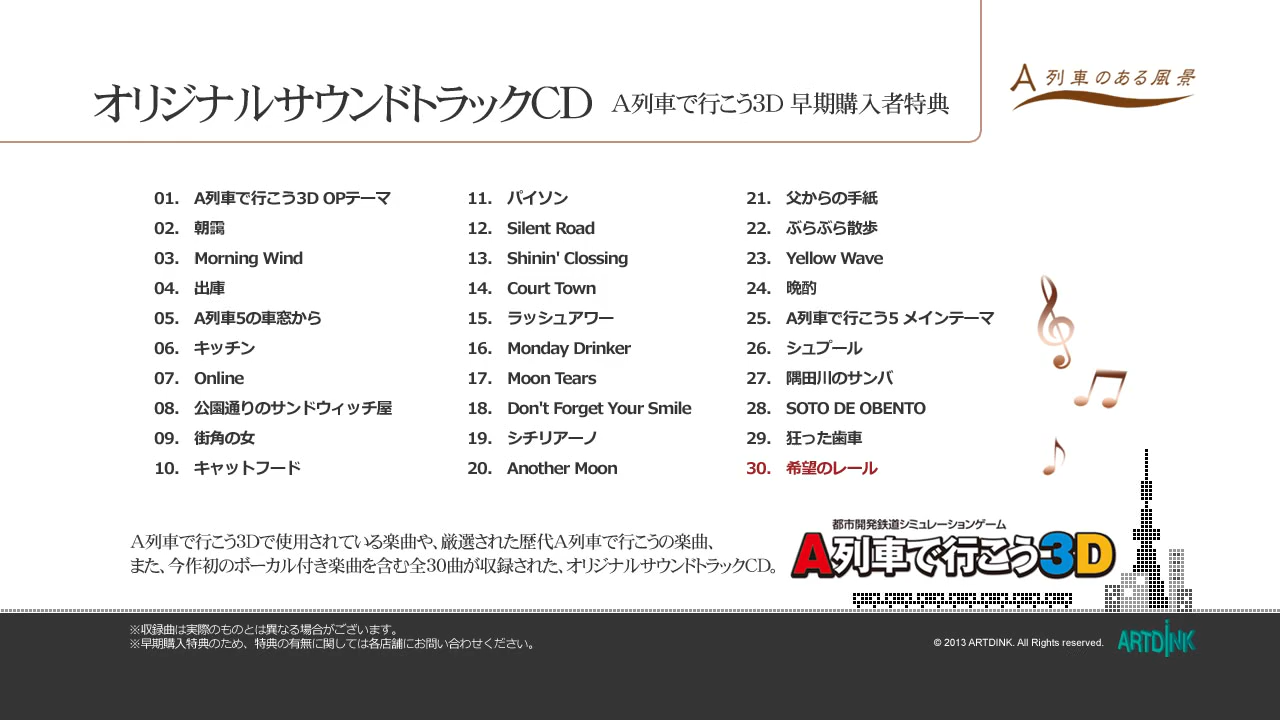 オリジナルサウンドトラックCD A列車で行こう3D 早期購入者特典
A列車のある風景
01. A列車で行こう3D OPテーマ
02. 朝靄
03. Morning Wind
04. 出庫
05. A列車5の車窓から
06. キッチン
07. Online
08. 公園通りのサンドウィッチ屋
09. 街角の女
10. キャットフード
11. パイソン
12. Silent Road
13. Shinin' Clossing
14. Court Town
15. ラッシュアワー
16. Monday Drinker
17. Moon Tears
18. Don't Forget Your Smile
19. シチリアーノ
20. Another Moon
21. 父からの手紙
22. ぶらぶら散歩
23. Yellow Wave
24. 晩酌
25. A列車で行こう5 メインテーマ
26. シュプール
27. 隅田川のサンバ
28. SOTO DE OBENTO
29. 狂った歯車
30. 希望のレール
A列車で行こう3Dで使用されている楽曲や、厳選された歴代A列車で行こうの楽曲、
また、今作初のボーカル付き楽曲を含む全30曲が収録された、オリジナルサウンドトラックCD。
都市開発鉄道シミュレーションゲーム
A列車で行こう3D
※収録曲は実際のものとは異なる場合がございます。
※早期購入特典のため、特典の有無に関しては各店舗にお問い合わせください。
© 2013 ARTDINK. All Rights reserved.
ARTDINK